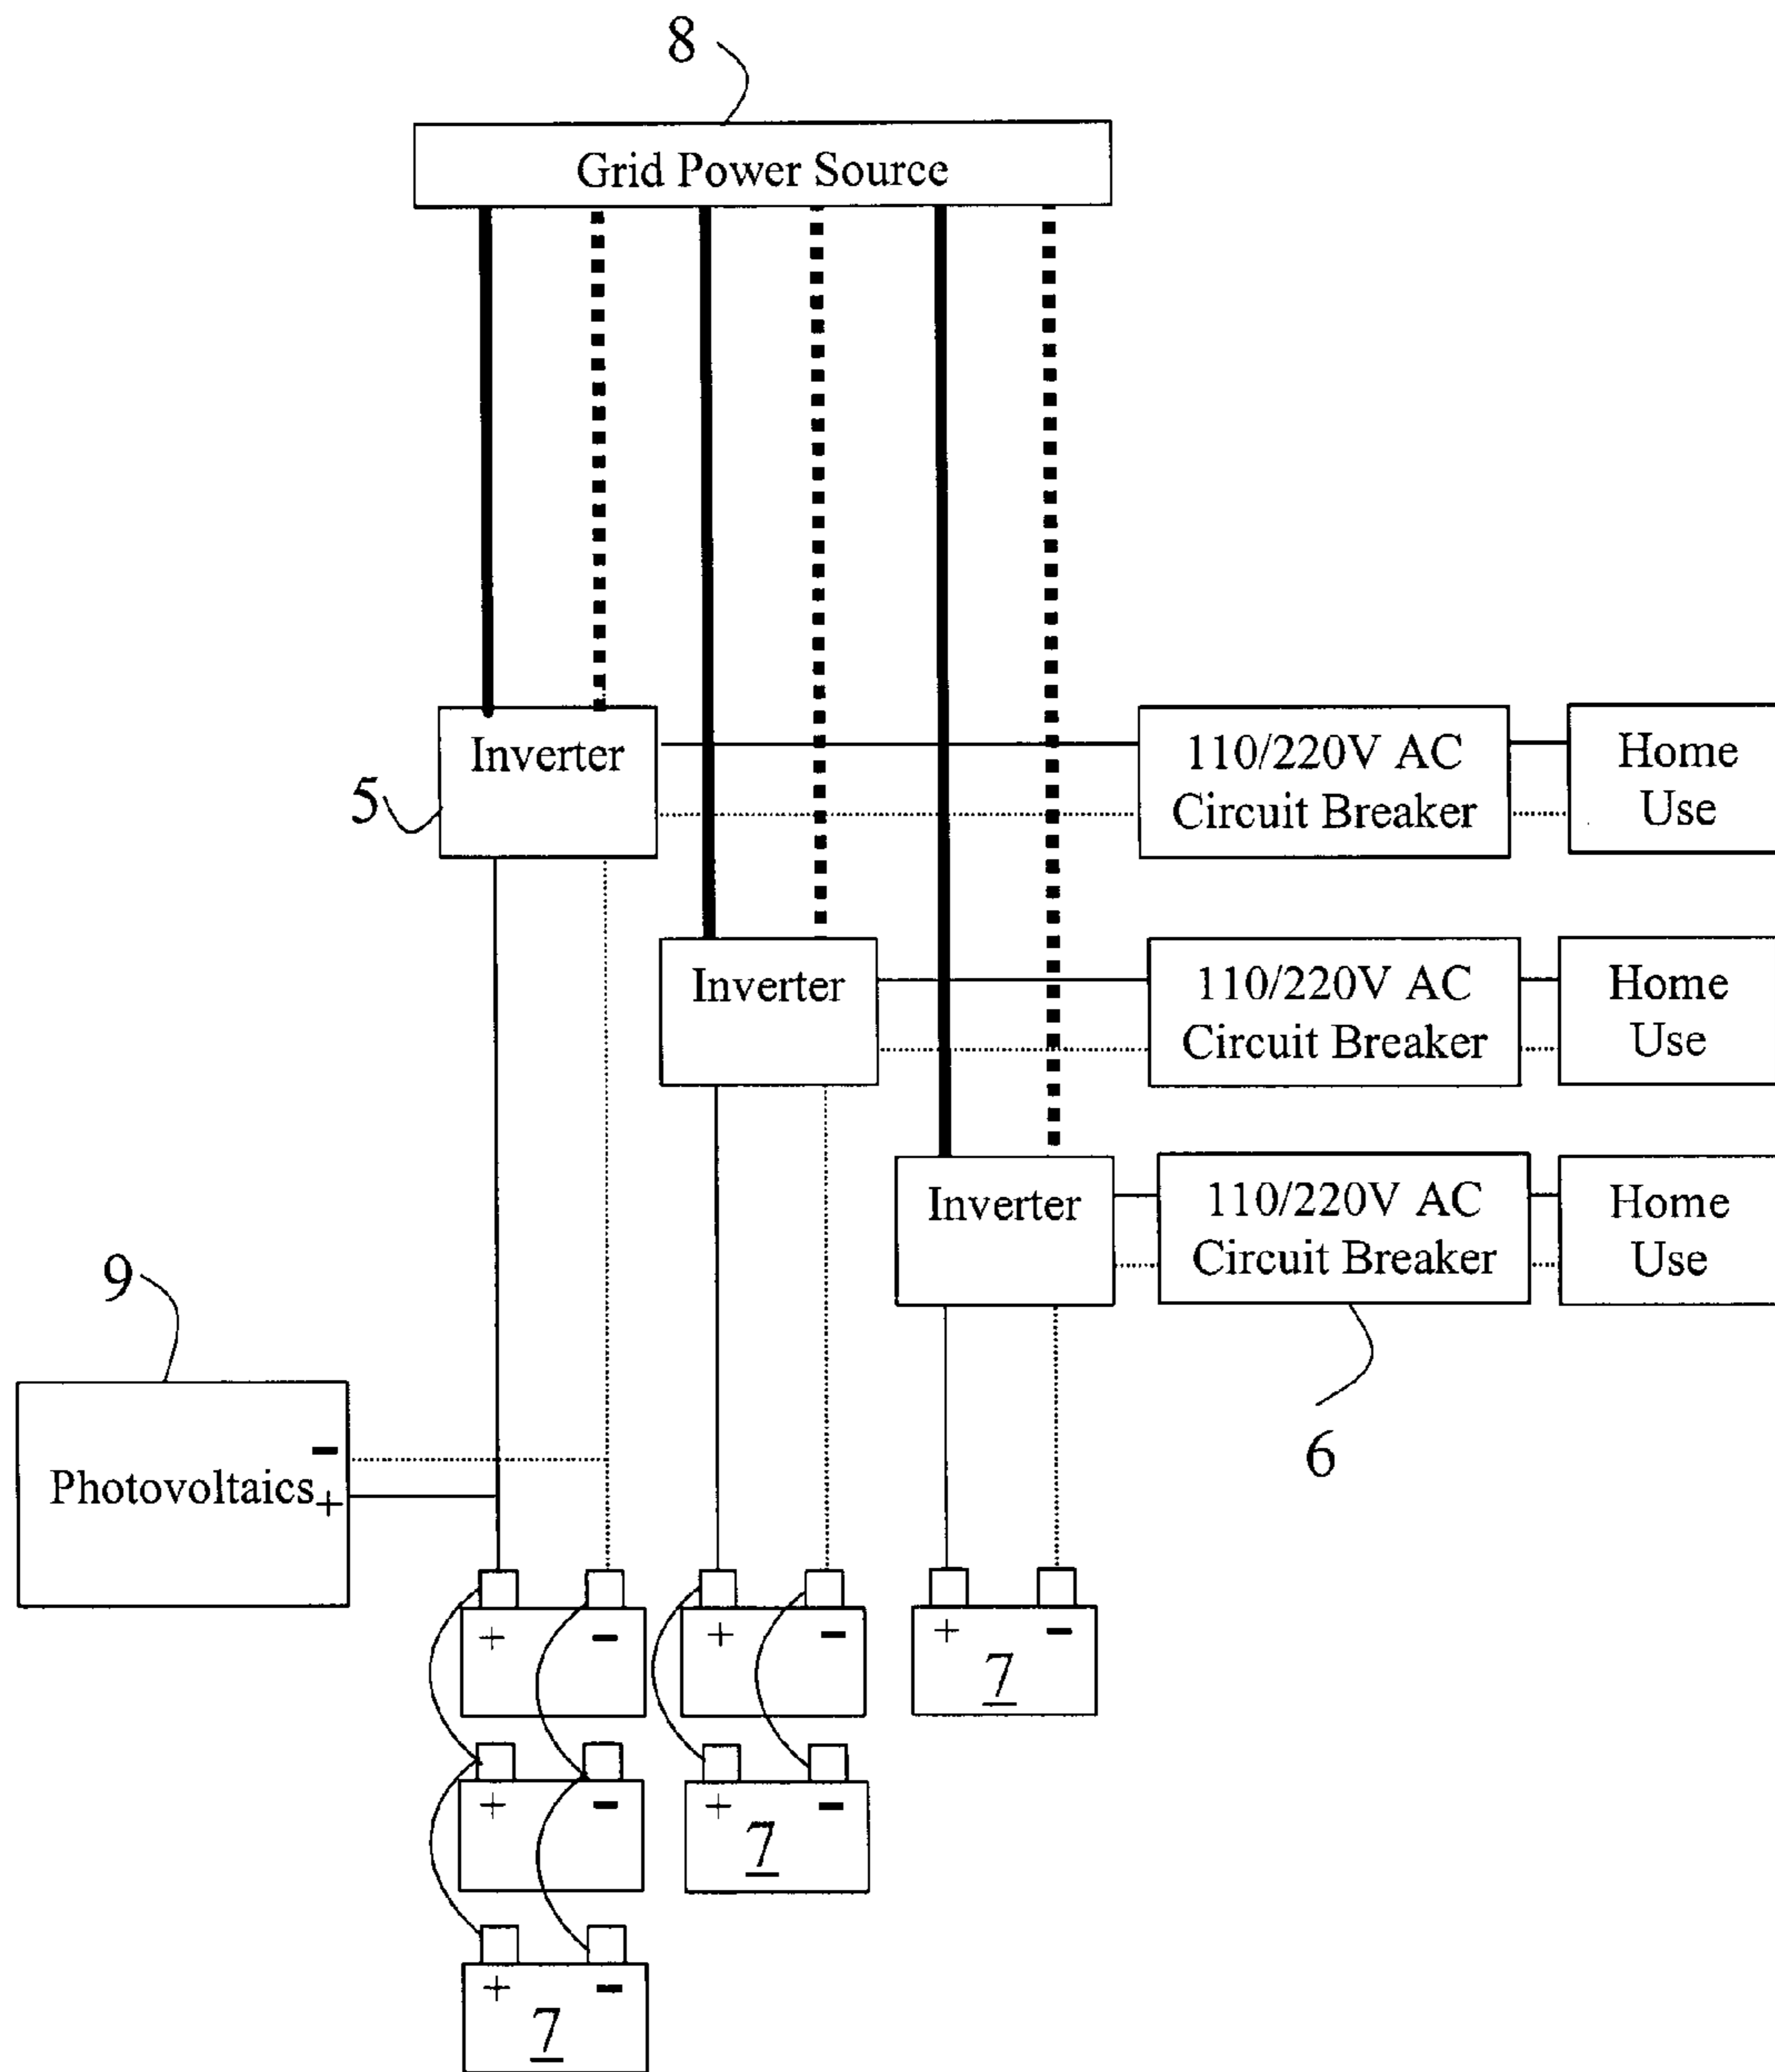 8
Grid Power Source
Inverter
5
110/220V AC
Circuit Breaker
Home
Use
Inverter
110/220V AC
Circuit Breaker
Home
Use
Inverter
110/220V AC
Circuit Breaker
Home
Use
6
9
Photovoltaics
-
+
+ -
+ -
+ -
7
+ -
+ -
7
+ -
7